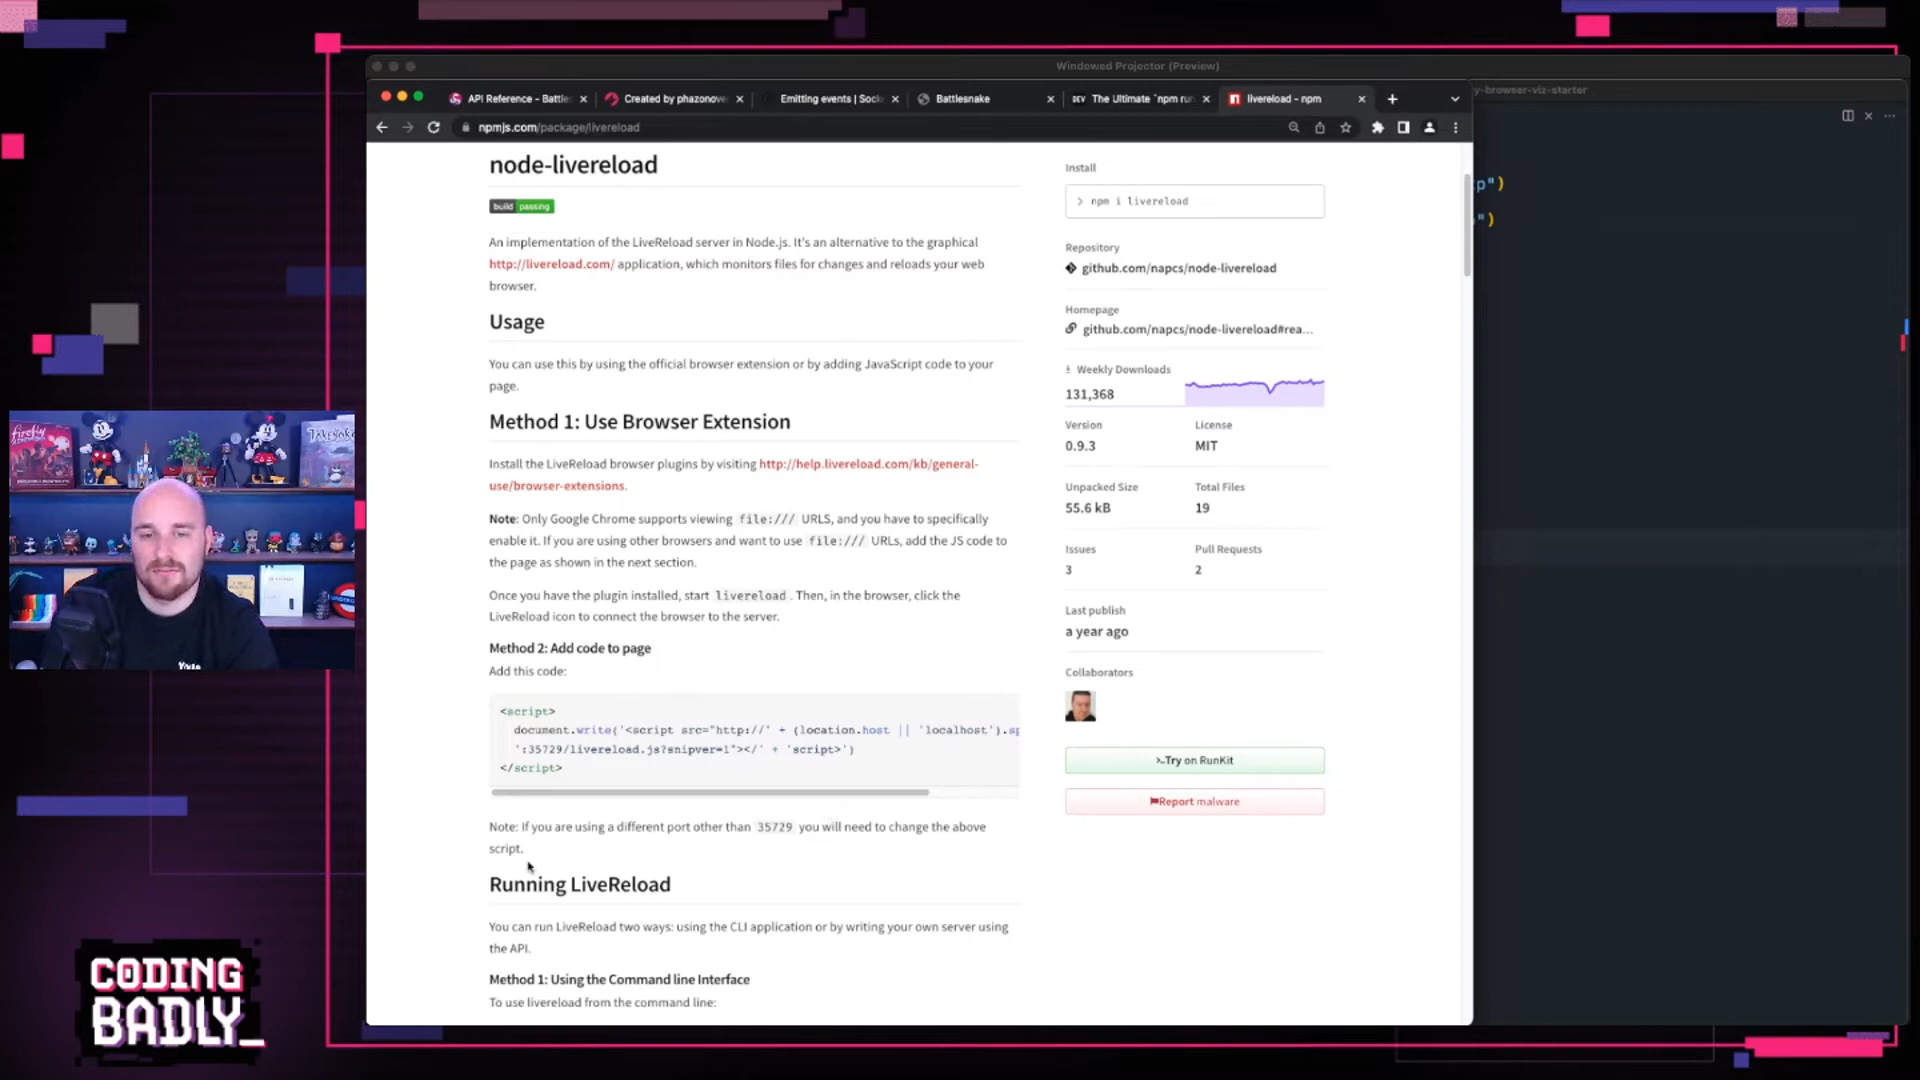 Windowed Projector (Preview)
API Reference - Battle
Created by phazonove
Emitting events | Sock
Battlesnake
DEV The Ultimate `npm run
livereload - npm
y-browser-viz-starter
npmjs.com/package/livereload
node-livereload
build passing
An implementation of the LiveReload server in Node.js. It's an alternative to the graphical
http://livereload.com/ application, which monitors files for changes and reloads your web
browser.
Usage
You can use this by using the official browser extension or by adding JavaScript code to your
page.
Method 1: Use Browser Extension
Install the LiveReload browser plugins by visiting http://help.livereload.com/kb/general-
use/browser-extensions.
Note: Only Google Chrome supports viewing file:/// URLS, and you have to specifically
enable it. If you are using other browsers and want to use file:/// URLs, add the JS code to
the page as shown in the next section.
Once you have the plugin installed, start livereload. Then, in the browser, click the
LiveReload icon to connect the browser to the server.
Method 2: Add code to page
Add this code:
<script>
document.write('<script src="http://' + (location.host || 'localhost').sp
':35729/livereload.js?snipver=1"></' + 'script>')
</script>
Note: If you are using a different port other than 35729 you will need to change the above
script.
Running LiveReload
You can run LiveReload two ways: using the CLI application or by writing your own server using
the API.
Method 1: Using the Command line Interface
To use livereload from the command line:
Install
> npm i livereload
Repository
github.com/napcs/node-livereload
Homepage
github.com/napcs/node-livereload#rea...
Weekly Downloads
131,368
Version
0.9.3
License
MIT
Unpacked Size
55.6 kB
Total Files
19
Issues
3
Pull Requests
2
Last publish
a year ago
Collaborators
>_Try on RunKit
Report malware
p")
")
firefly
TAKENOKO
UNDERG
CODING
BADLY_